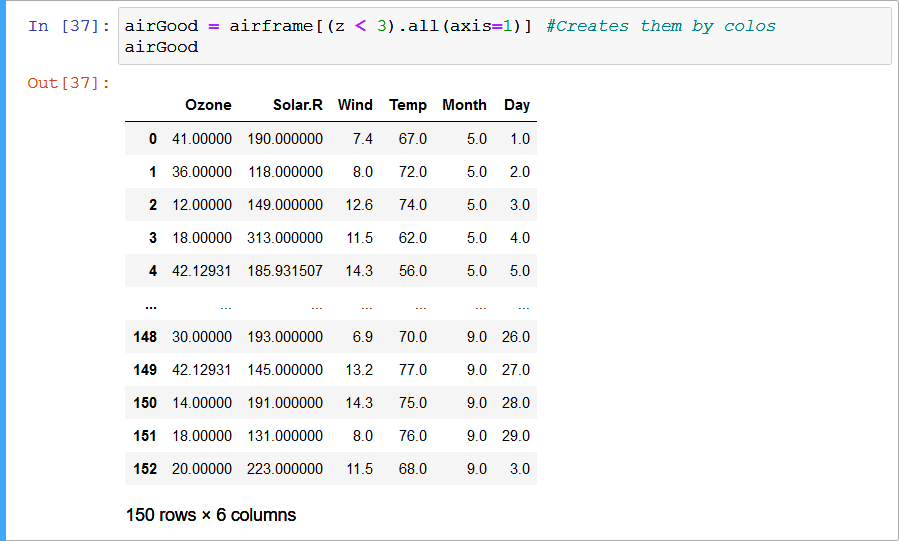 In [37]: airGood = airframe[(z < 3).all(axis=1)] #Creates them by colos
airGood
Out[37]:
Ozone Solar.R Wind Temp Month Day
0 41.00000 190.000000 7.4 67.0 5.0 1.0
1 36.00000 118.000000 8.0 72.0 5.0 2.0
2 12.00000 149.000000 12.6 74.0 5.0 3.0
3 18.00000 313.000000 11.5 62.0 5.0 4.0
4 42.12931 185.931507 14.3 56.0 5.0 5.0
... ... ... ... ... ... ...
148 30.00000 193.000000 6.9 70.0 9.0 26.0
149 42.12931 145.000000 13.2 77.0 9.0 27.0
150 14.00000 191.000000 14.3 75.0 9.0 28.0
151 18.00000 131.000000 8.0 76.0 9.0 29.0
152 20.00000 223.000000 11.5 68.0 9.0 3.0
150 rows × 6 columns